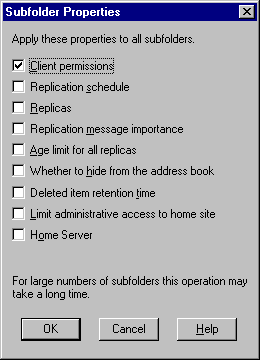 Subfolder Properties
Apply these properties to all subfolders.
Client permissions
Replication schedule
Replicas
Replication message importance
Age limit for all replicas
Whether to hide from the address book
Deleted item retention time
Limit administrative access to home site
Home Server
For large numbers of subfolders this operation may
take a long time.
OK Cancel Help